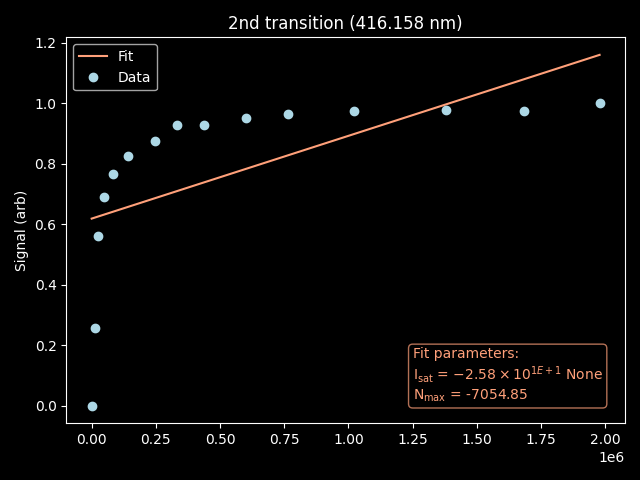 2nd transition (416.158 nm)
Fit
Data
Signal (arb)
1.2
1.0
0.8
0.6
0.4
0.2
0.0
Fit parameters:
I_sat = −2.58 × 10^{1E+1} None
N_max = -7054.85
0.00 0.25 0.50 0.75 1.00 1.25 1.50 1.75 2.00
1e6